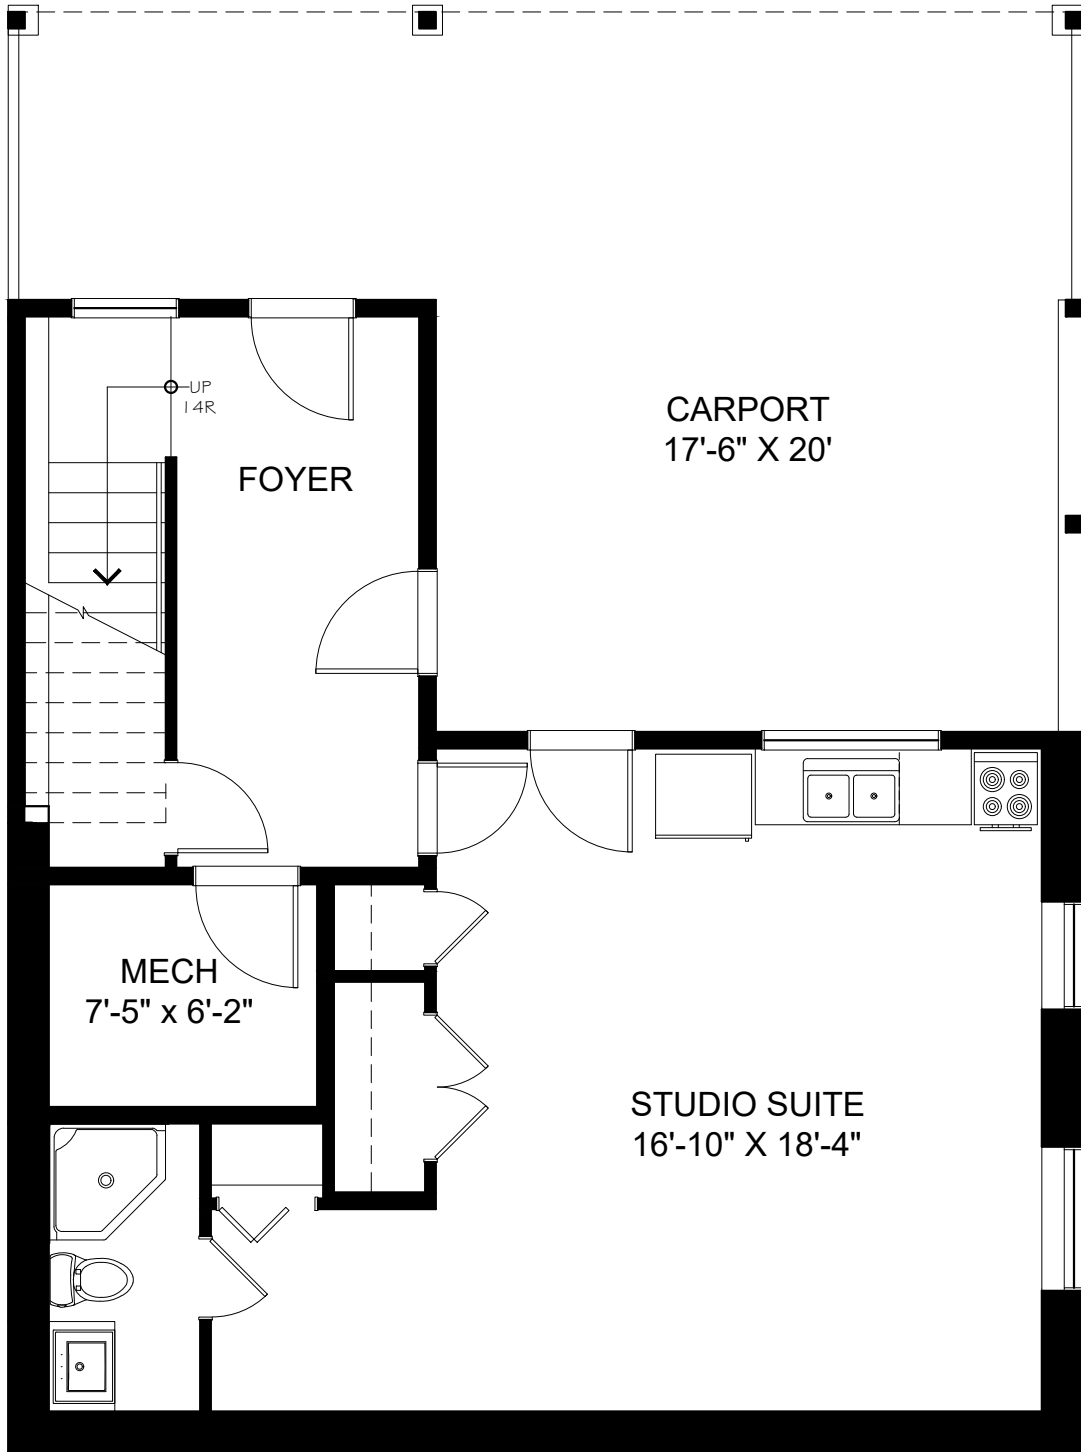 UP
14R
CARPORT
17'-6" X 20'
FOYER
MECH
7'-5" x 6'-2"
STUDIO SUITE
16'-10" X 18'-4"